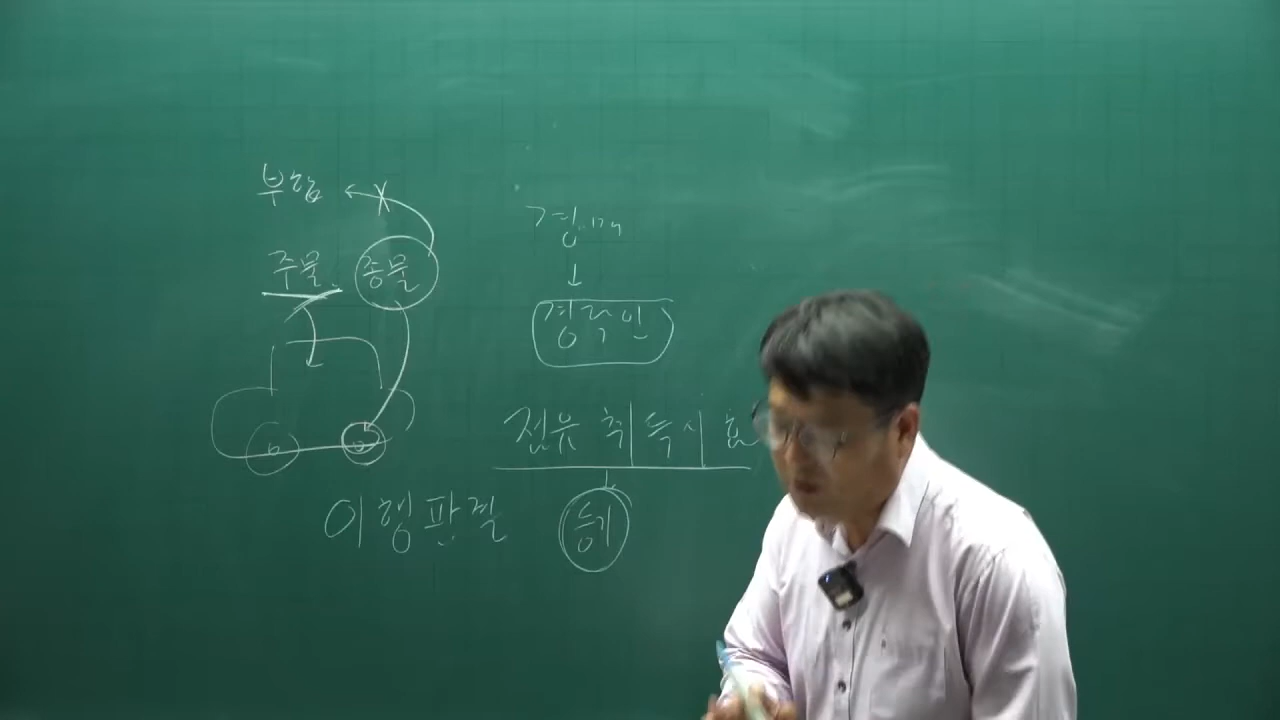 부합
주물 종물
경매
경락인
점유 취득시효
이행판결
등기